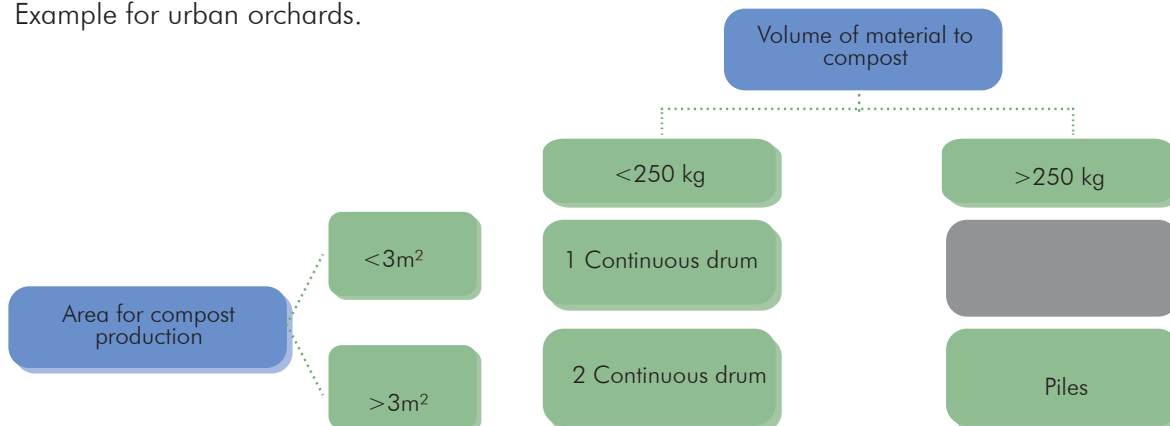 Example for urban orchards.
Volume of material to
compost
<250 kg
>250 kg
<3m²
1 Continuous drum
Area for compost
production
2 Continuous drum
>3m²
Piles